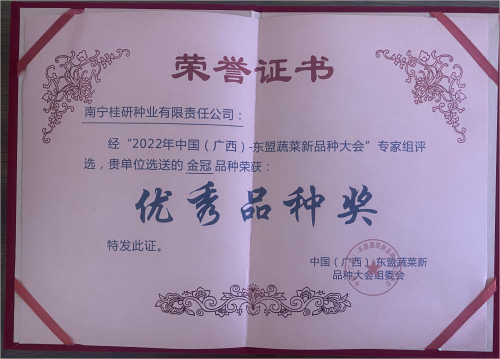 荣誉证书
南宁桂研种业有限责任公司：
经“2022年中国（广西）-东盟蔬菜新品种大会”专家组评
选，贵单位选送的 金冠 品种荣获：
优秀品种奖
特发此证。
中国（广西）-东盟蔬菜新
品种大会组委会